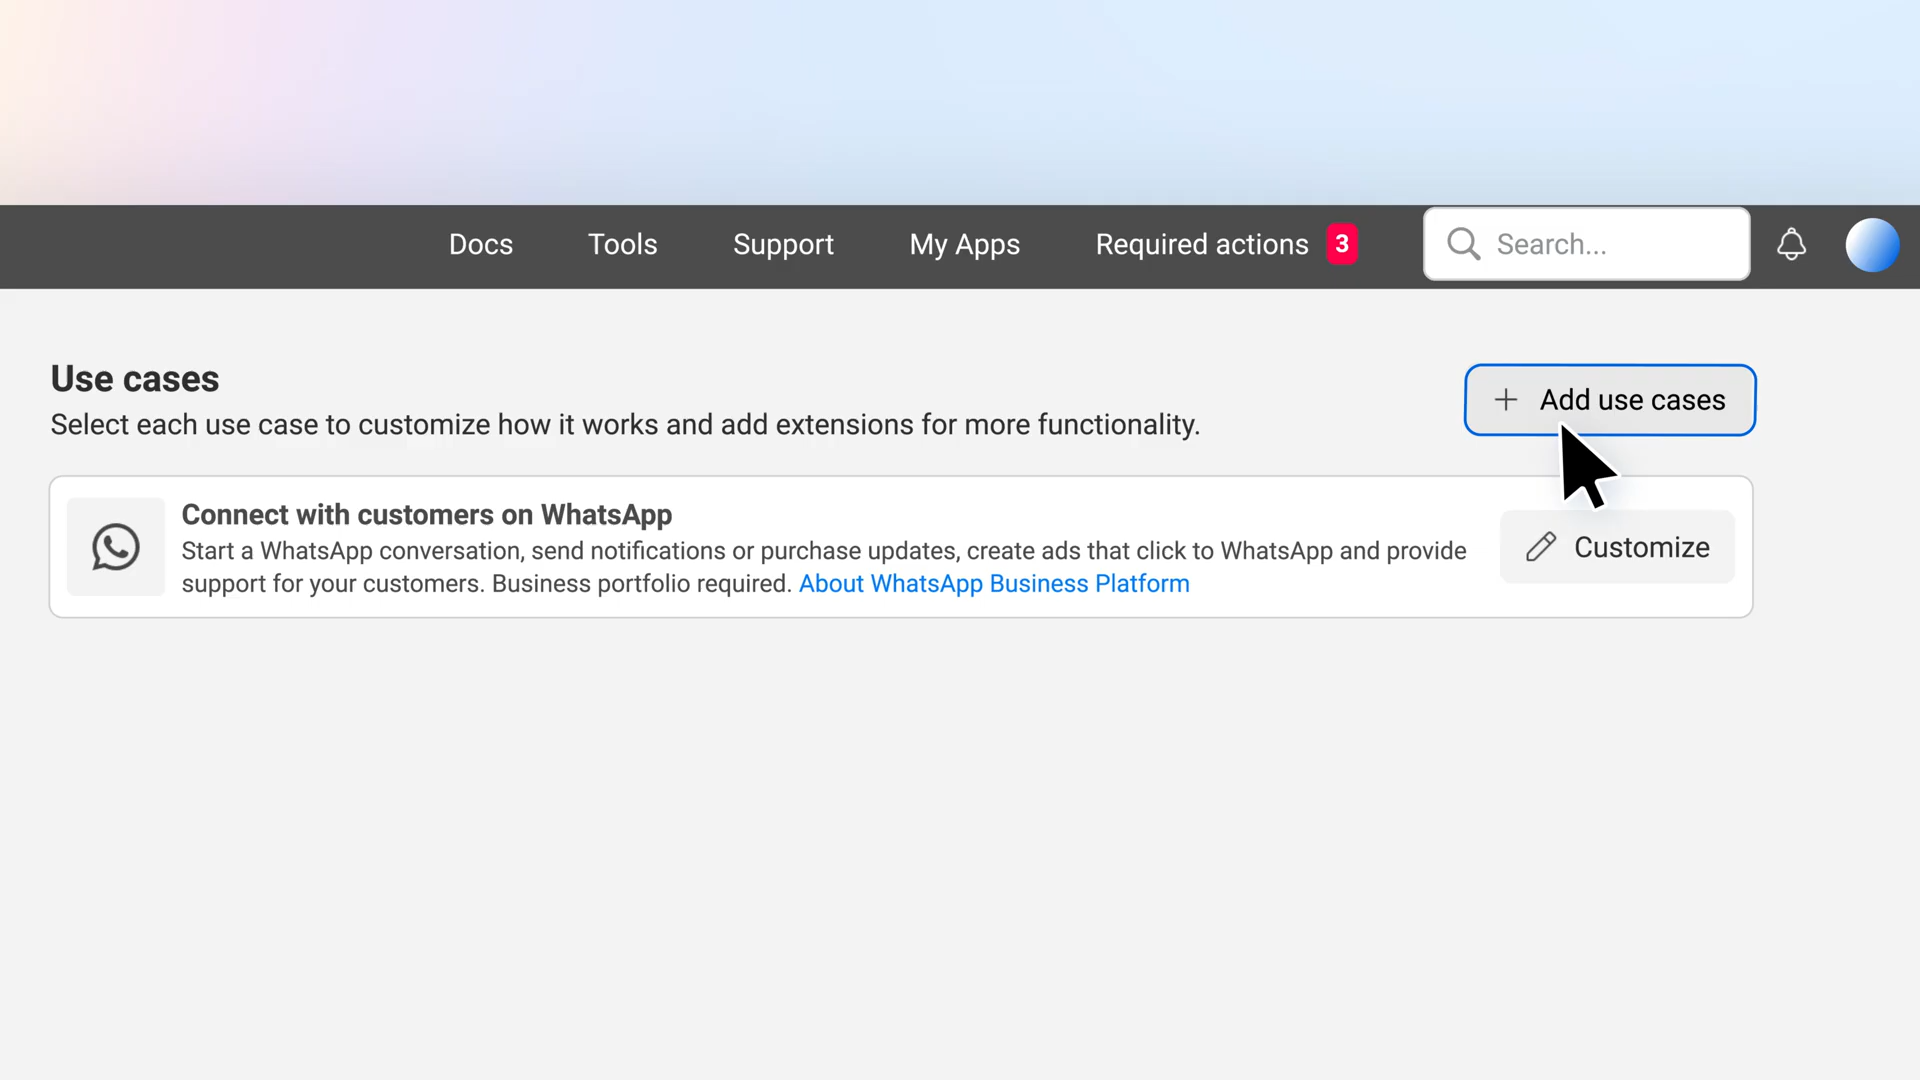 Docs Tools Support My Apps Required actions 3 Search...
Use cases
Select each use case to customize how it works and add extensions for more functionality.
+ Add use cases
Connect with customers on WhatsApp
Start a WhatsApp conversation, send notifications or purchase updates, create ads that click to WhatsApp and provide
support for your customers. Business portfolio required. About WhatsApp Business Platform
Customize